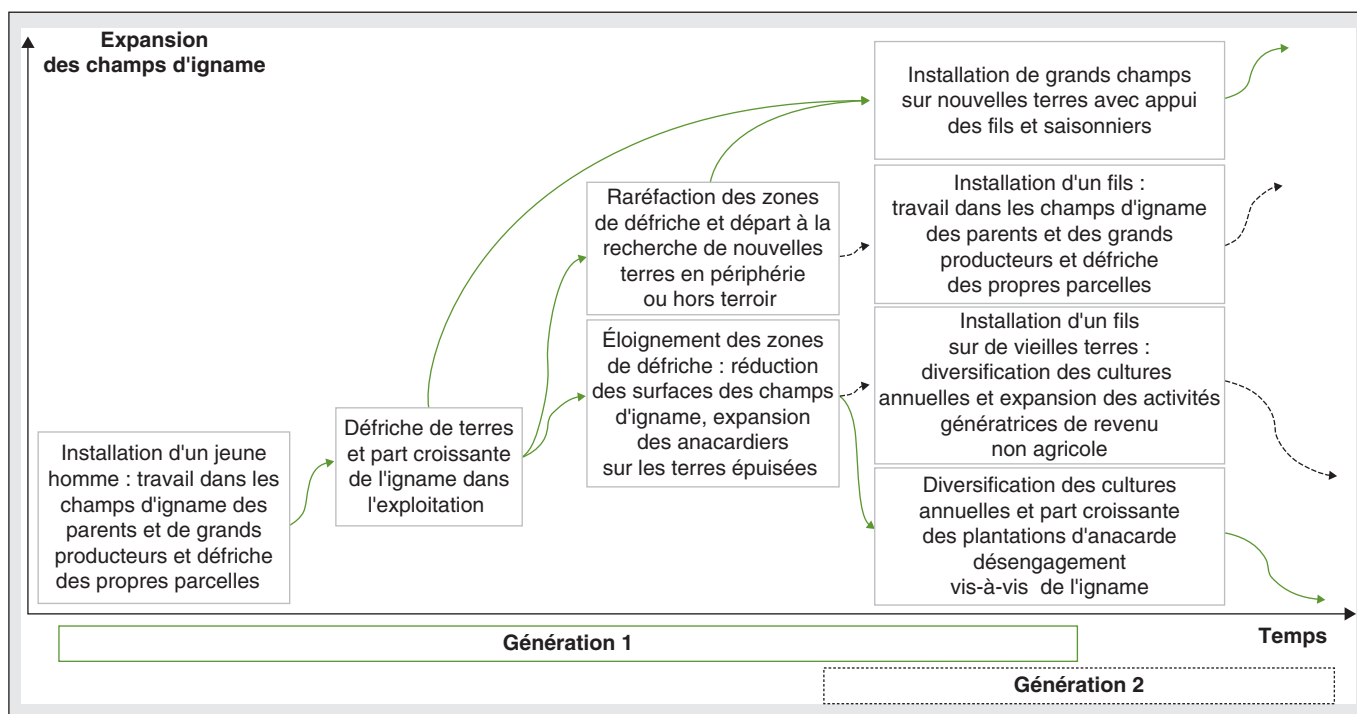 Expansion
des champs d'igname
Installation de grands champs
sur nouvelles terres avec appui
des fils et saisonniers
Raréfaction des zones
de défriche et départ à la
recherche de nouvelles
terres en périphérie
ou hors terroir
Installation d'un fils :
travail dans les champs d'igname
des parents et des grands
producteurs et défriche
des propres parcelles
Éloignement des zones
de défriche : réduction
des surfaces des champs
d'igname, expansion
des anacardiers
sur les terres épuisées
Installation d'un fils
sur de vieilles terres :
diversification des cultures
annuelles et expansion des activités
génératrices de revenu
non agricole
Défriche de terres
et part croissante
de l'igname dans
l'exploitation
Installation d'un jeune
homme : travail dans les
champs d'igname des
parents et de grands
producteurs et défriche
des propres parcelles
Diversification des cultures
annuelles et part croissante
des plantations d'anacarde
désengagement
vis-à-vis de l'igname
Génération 1
Temps
Génération 2